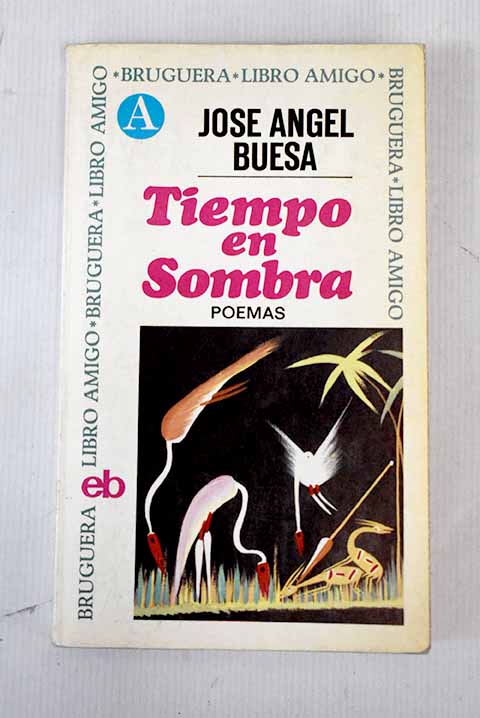 *BRUGUERA*LIBRO AMIGO*
BRUGUERA LIBRO AMIGO*BRUGUERA*LIBRO AMIGO
BRUGUERA*LIBRO AMIGO
A
JOSE ANGEL
BUESA
Tiempo
en
Sombra
POEMAS
eb